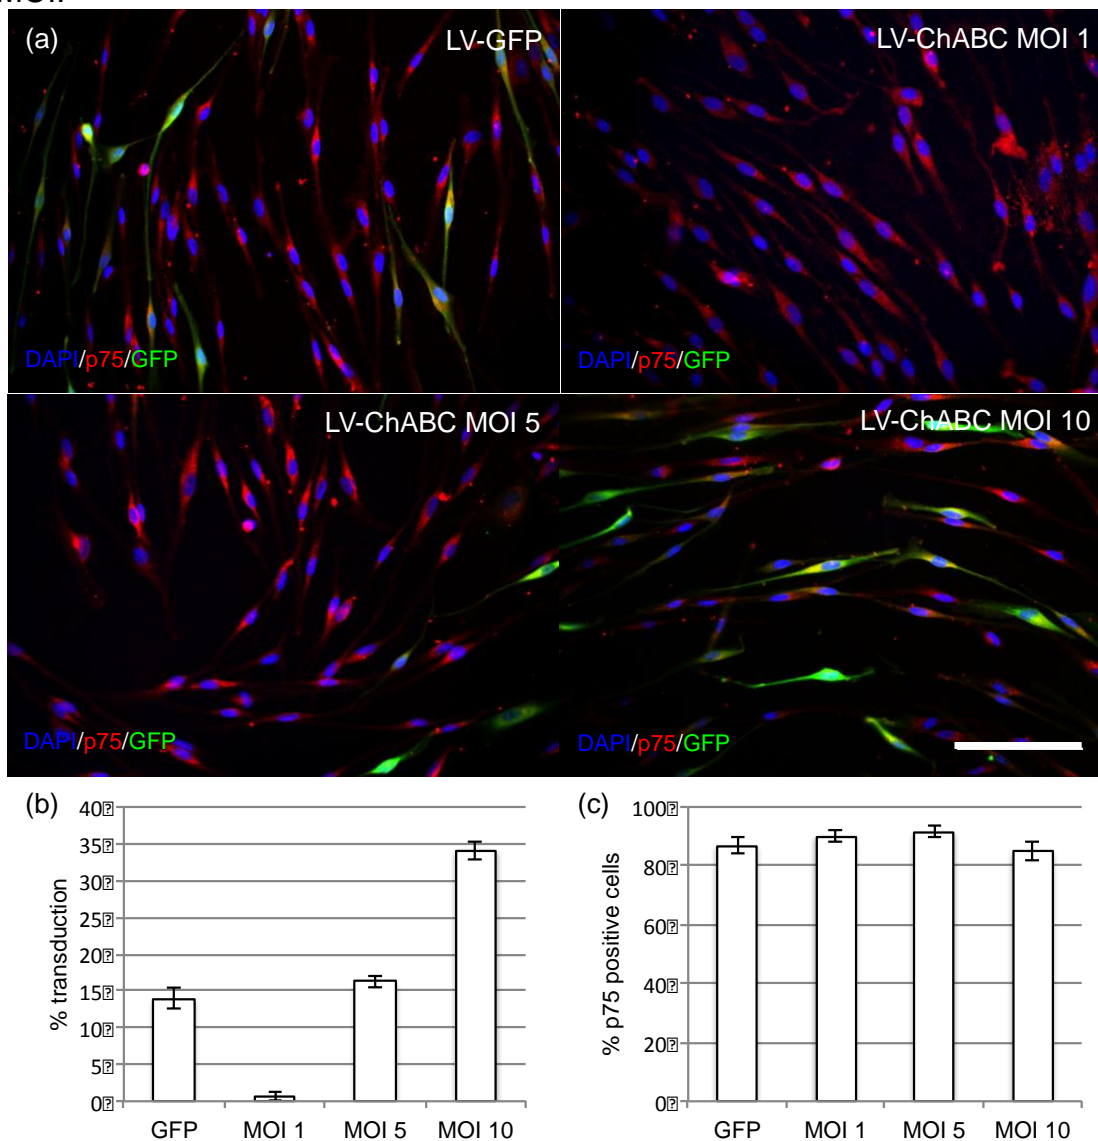 (a)
LV-GFP
LV-ChABC MOI 1
DAPI/p75/GFP
DAPI/p75/GFP
LV-ChABC MOI 5
LV-ChABC MOI 10
DAPI/p75/GFP
DAPI/p75/GFP
(b)
% transduction
40
35
30
25
20
15
10
5
0
GFP MOI 1 MOI 5 MOI 10
(c)
% p75 positive cells
100
80
60
40
20
0
GFP MOI 1 MOI 5 MOI 10